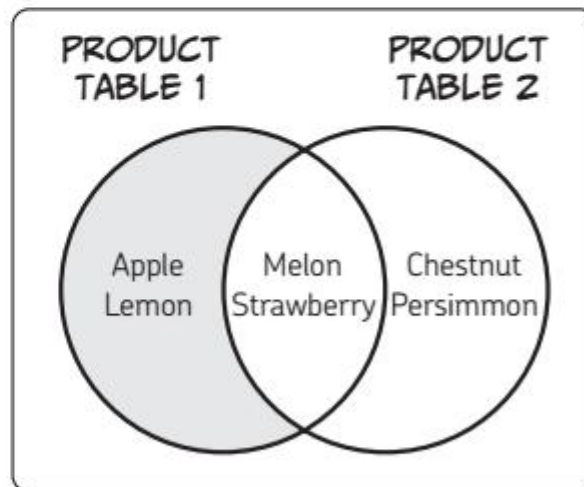 PRODUCT
TABLE 1
PRODUCT
TABLE 2
Apple
Lemon
Melon
Strawberry
Chestnut
Persimmon